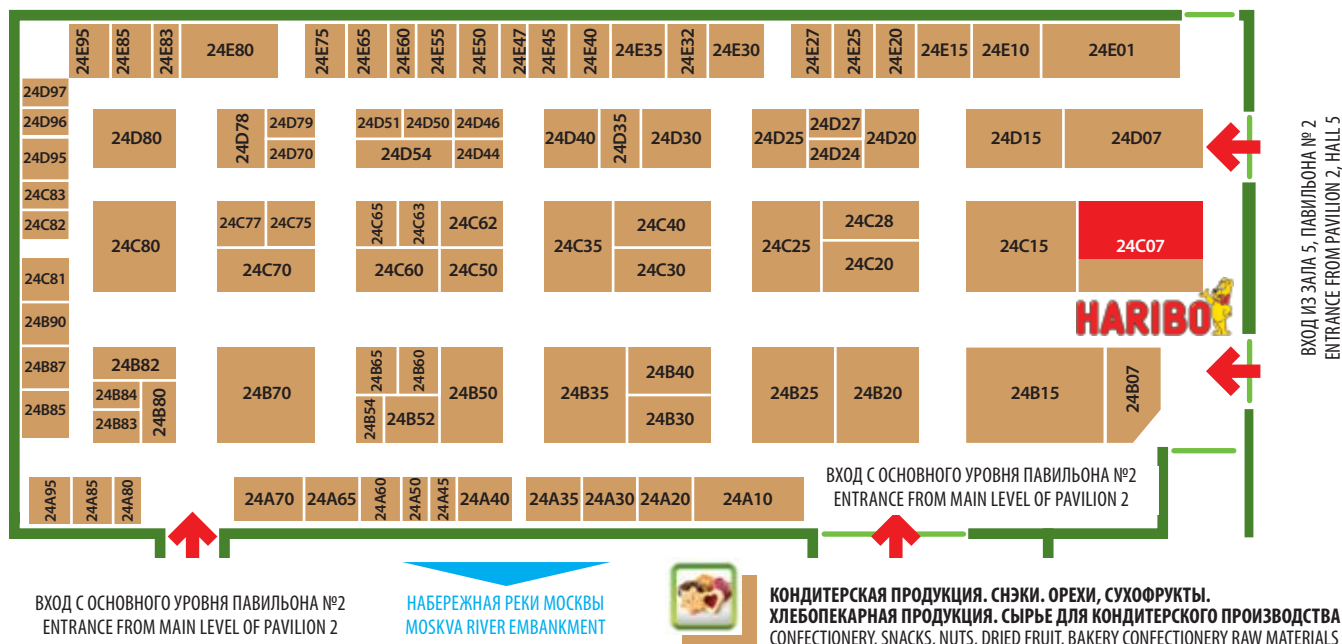 24E95 24E85 24E83 24E80 24E75 24E65 24E60 24E55 24E50 24E47 24E45 24E40 24E35 24E32 24E30 24E27 24E25 24E20 24E15 24E10 24E01
24D97
24D96
24D95
24C83
24C82
24C81
24B90
24B87
24B85
24D80 24D78 24D79 24D51 24D50 24D46 24D40 24D35 24D30 24D25 24D27 24D20 24D15 24D07
24D70 24D54 24D44 24D24
24C80 24C77 24C75 24C65 24C63 24C62 24C35 24C40 24C25 24C28 24C15 24C07
24C70 24C60 24C50 24C30 24C20
HARIBO
24B82 24B70 24B65 24B60 24B50 24B35 24B40 24B25 24B20 24B15 24B07
24B84 24B80 24B54 24B52 24B30
24B83
24A95 24A85 24A80 24A70 24A65 24A60 24A50 24A45 24A40 24A35 24A30 24A20 24A10
ВХОД С ОСНОВНОГО УРОВНЯ ПАВИЛЬОНА №2
ENTRANCE FROM MAIN LEVEL OF PAVILION 2
ВХОД ИЗ ЗАЛА 5, ПАВИЛЬОНА № 2
ENTRANCE FROM PAVILION 2, HALL 5
ВХОД С ОСНОВНОГО УРОВНЯ ПАВИЛЬОНА №2
ENTRANCE FROM MAIN LEVEL OF PAVILION 2
НАБЕРЕЖНАЯ РЕКИ МОСКВЫ
MOSKVA RIVER EMBANKMENT
КОНДИТЕРСКАЯ ПРОДУКЦИЯ. СНЭКИ. ОРЕХИ, СУХОФРУКТЫ.
ХЛЕБОПЕКАРНАЯ ПРОДУКЦИЯ. СЫРЬЕ ДЛЯ КОНДИТЕРСКОГО ПРОИЗВОДСТВА
CONFECTIONERY, SNACKS, NUTS, DRIED FRUIT, BAKERY CONFECTIONERY RAW MATERIALS